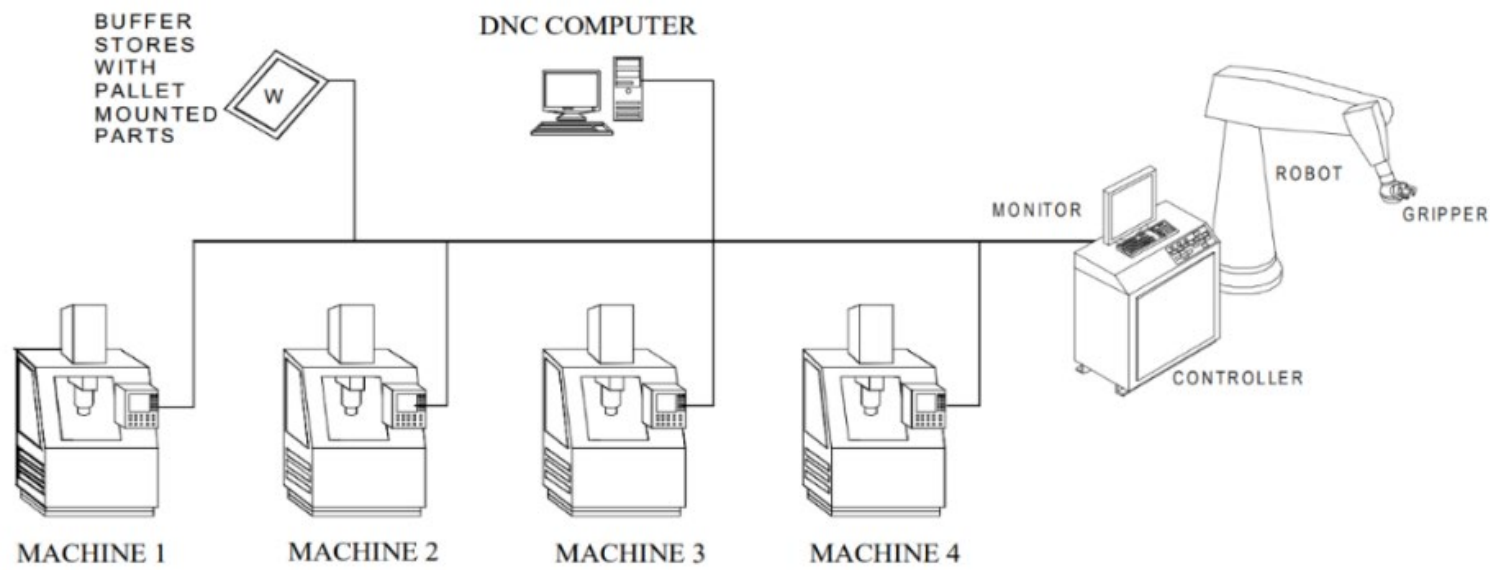 BUFFER
STORES
WITH
PALLET
MOUNTED
PARTS
W
DNC COMPUTER
MONITOR
ROBOT
GRIPPER
CONTROLLER
MACHINE 1
MACHINE 2
MACHINE 3
MACHINE 4